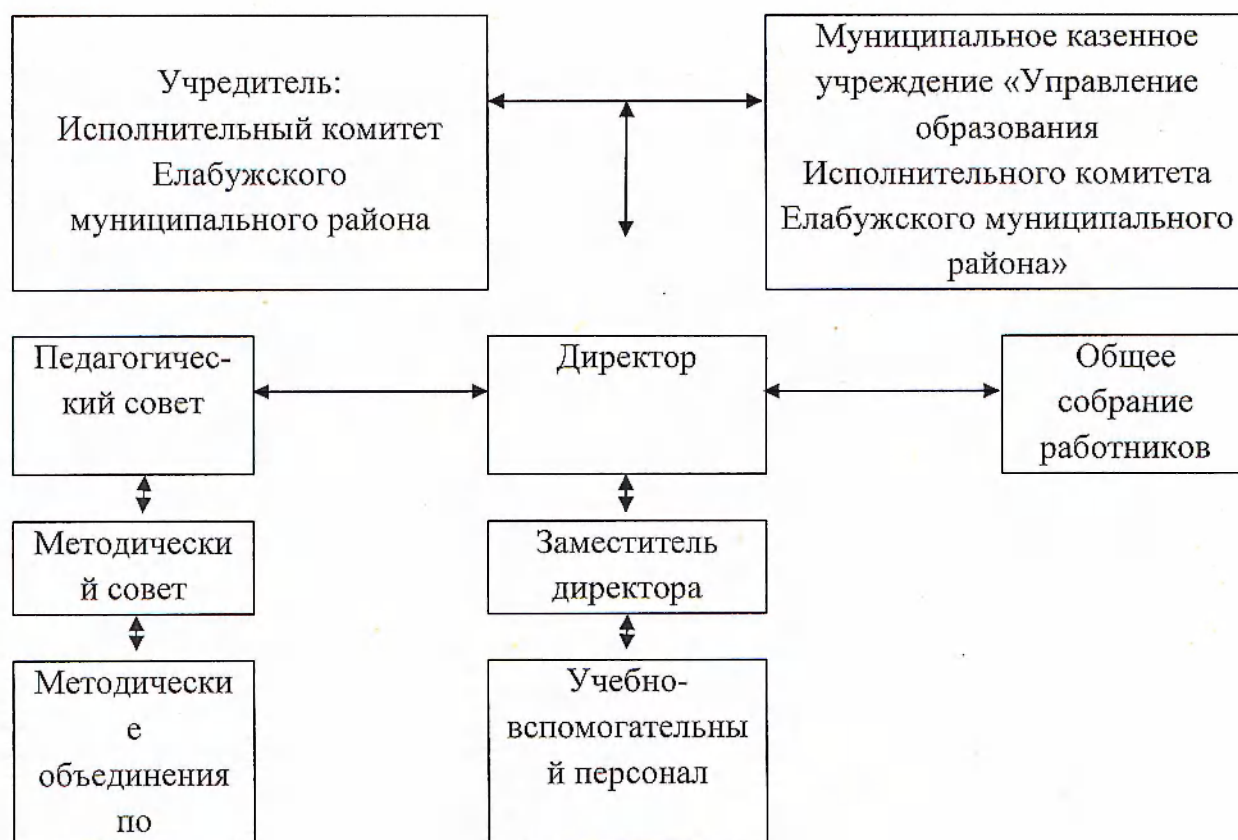 Учредитель:
Исполнительный комитет
Елабужского
муниципального района
Муниципальное казенное
учреждение «Управление
образования
Исполнительного комитета
Елабужского муниципального
района»
Педагогичес-
кий совет
Директор
Общее
собрание
работников
Методически
й совет
Заместитель
директора
Методически
е
объединения
по
Учебно-
вспомогательны
й персонал